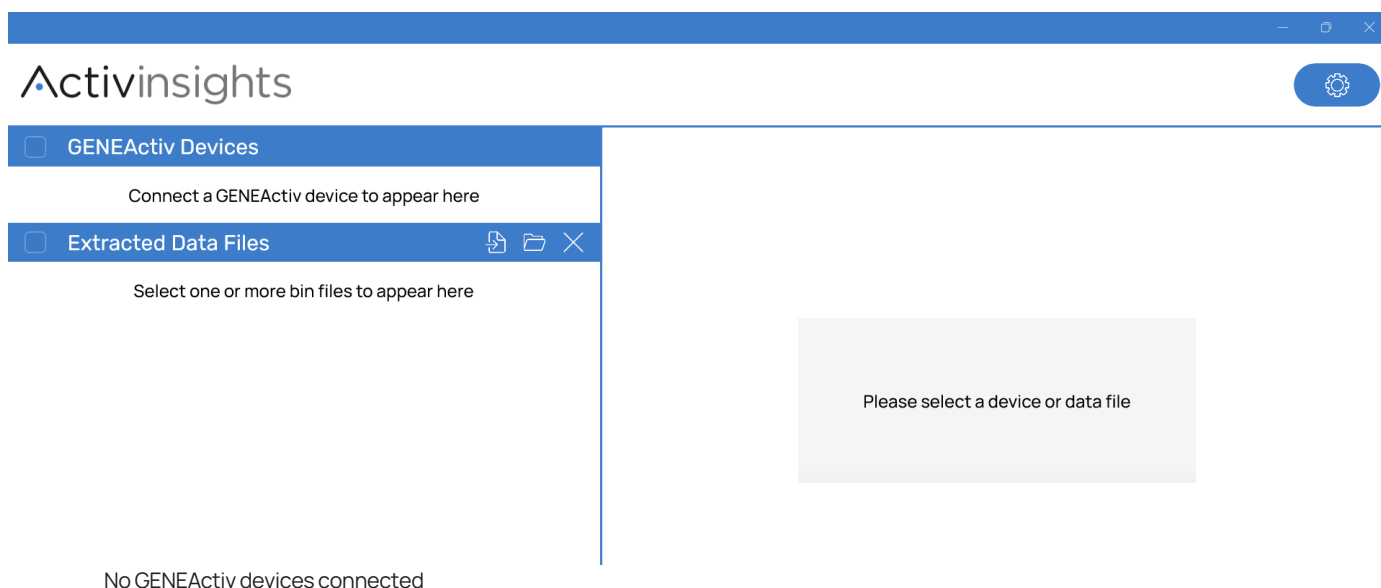 Activinsights
GENEActiv Devices
Connect a GENEActiv device to appear here
Extracted Data Files
Select one or more bin files to appear here
Please select a device or data file
No GENEActiv devices connected